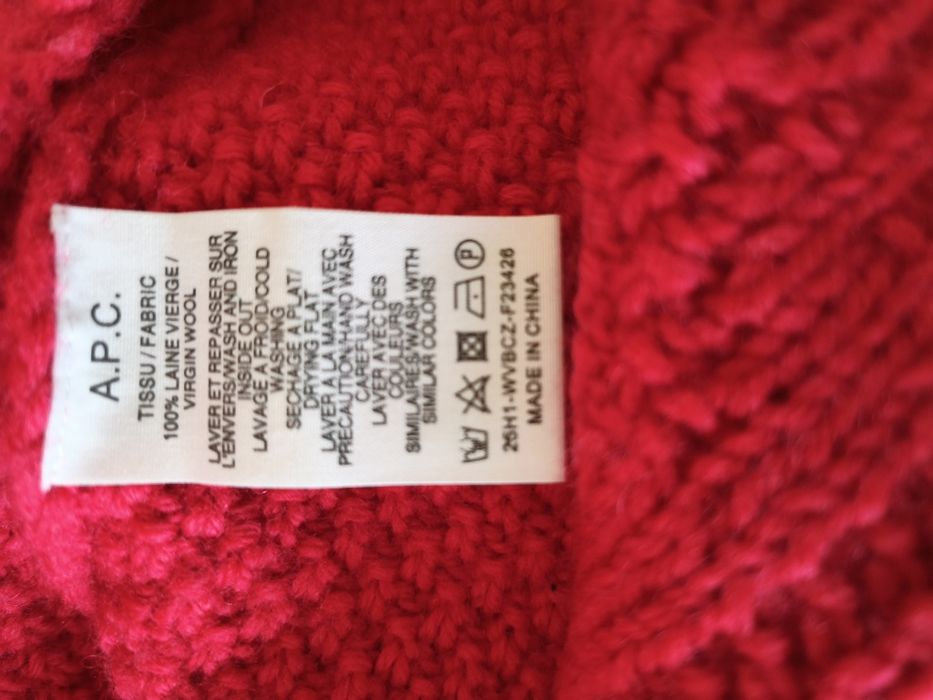 A.P.C.
TISSU / FABRIC
100% LAINE VIERGE /
VIRGIN WOOL
LAVER ET REPASSER SUR
L'ENVERS/WASH AND IRON
INSIDE OUT
LAVAGE A FROID/COLD
WASHING
SECHAGE A PLAT/
DRYING FLAT
LAVER A LA MAIN AVEC
PRECAUTION/HAND WASH
CAREFULLY
LAVER AVEC DES
COULEURS
SIMILAIRES/WASH WITH
SIMILAR COLORS
P
25H1-WVBCZ-F23426
MADE IN CHINA